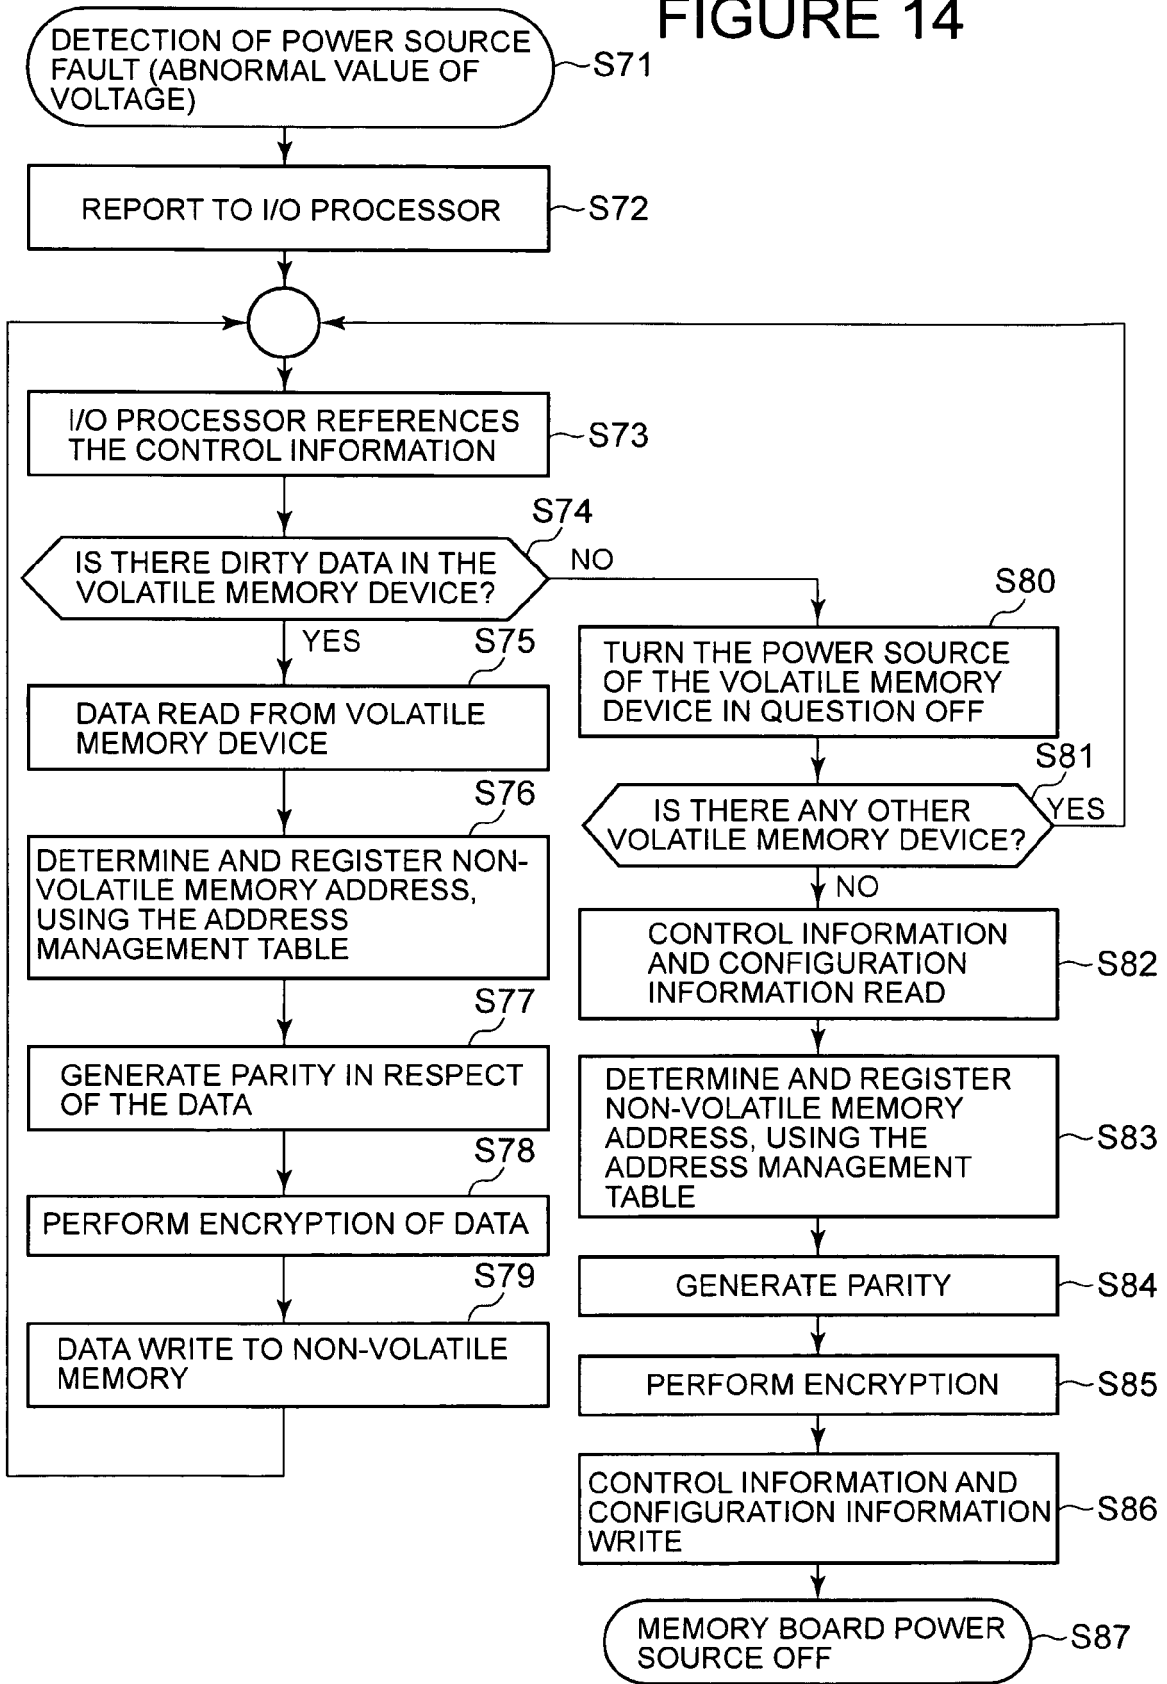 FIGURE 14
DETECTION OF POWER SOURCE
FAULT (ABNORMAL VALUE OF
VOLTAGE)
S71
REPORT TO I/O PROCESSOR
S72
I/O PROCESSOR REFERENCES
THE CONTROL INFORMATION
S73
S74
IS THERE DIRTY DATA IN THE
VOLATILE MEMORY DEVICE?
NO
YES
S75
DATA READ FROM VOLATILE
MEMORY DEVICE
S76
DETERMINE AND REGISTER NON-
VOLATILE MEMORY ADDRESS,
USING THE ADDRESS
MANAGEMENT TABLE
S77
GENERATE PARITY IN RESPECT
OF THE DATA
S78
PERFORM ENCRYPTION OF DATA
S79
DATA WRITE TO NON-VOLATILE
MEMORY
S80
TURN THE POWER SOURCE
OF THE VOLATILE MEMORY
DEVICE IN QUESTION OFF
S81
IS THERE ANY OTHER
VOLATILE MEMORY DEVICE?
YES
NO
CONTROL INFORMATION
AND CONFIGURATION
INFORMATION READ
S82
DETERMINE AND REGISTER
NON-VOLATILE MEMORY
ADDRESS, USING THE
ADDRESS MANAGEMENT
TABLE
S83
GENERATE PARITY
S84
PERFORM ENCRYPTION
S85
CONTROL INFORMATION AND
CONFIGURATION INFORMATION
WRITE
S86
MEMORY BOARD POWER
SOURCE OFF
S87